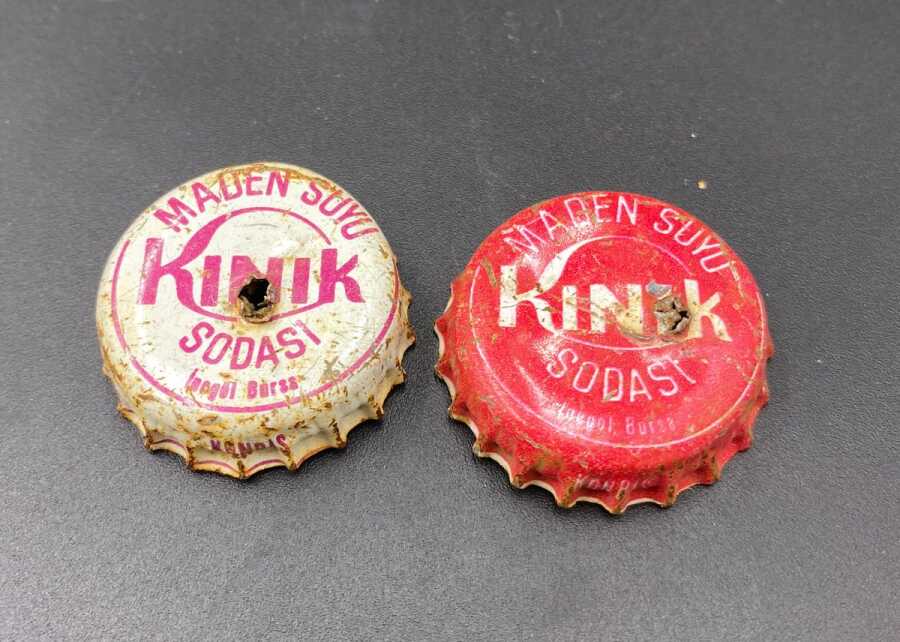 MADEN SUYU
KINIK
SODASI
İnegöl Bursa
MADEN SUYU
KINIK
SODASI
İnegöl Bursa